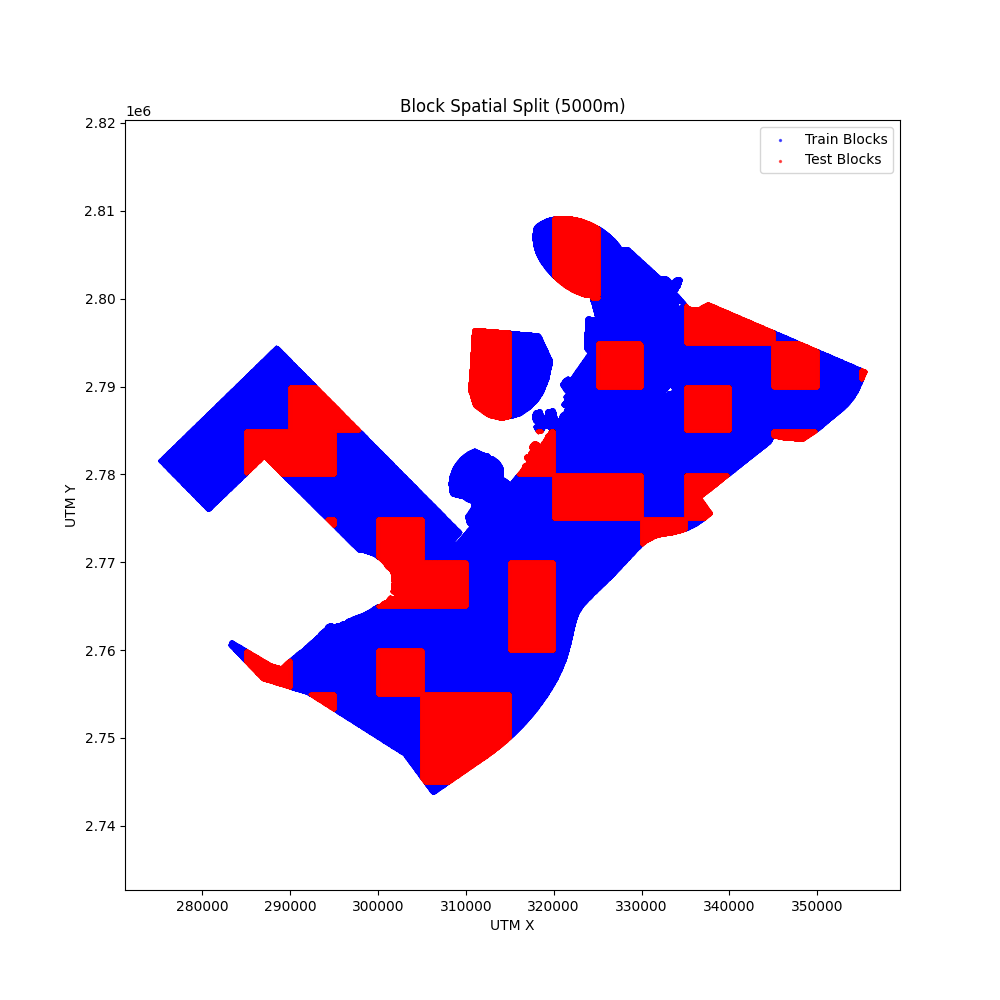 Block Spatial Split (5000m)
1e6
Train Blocks
Test Blocks
2.82
2.81
2.80
2.79
2.78
2.77
2.76
2.75
2.74
UTM Y
280000 290000 300000 310000 320000 330000 340000 350000
UTM X